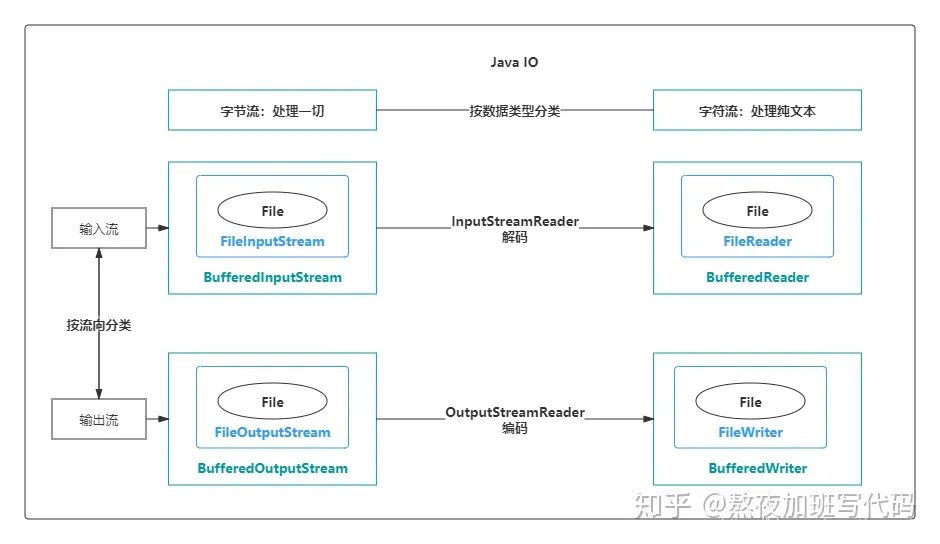 Java IO
字节流：处理一切
按数据类型分类
字符流：处理纯文本
输入流
File
FileInputStream
BufferedInputStream
InputStreamReader
解码
File
FileReader
BufferedReader
按流向分类
输出流
File
FileOutputStream
BufferedOutputStream
OutputStreamReader
编码
File
FileWriter
BufferedWriter
知乎 @熬夜加班写代码